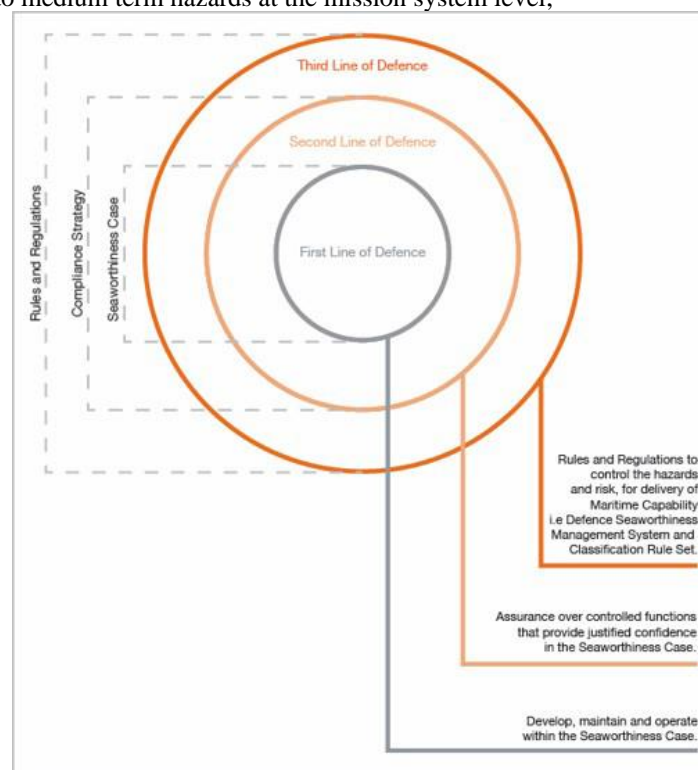 to medium term hazards at the mission system level,
Third Line of Defence
Second Line of Defence
First Line of Defence
Rules and Regulations
Compliance Strategy
Seaworthiness Case
Rules and Regulations to
control the hazards
and risk, for delivery of
Maritime Capability
i.e Defence Seaworthiness
Management System and
Classification Rule Set.
Assurance over controlled functions
that provide justified confidence
in the Seaworthiness Case.
Develop, maintain and operate
within the Seaworthiness Case.